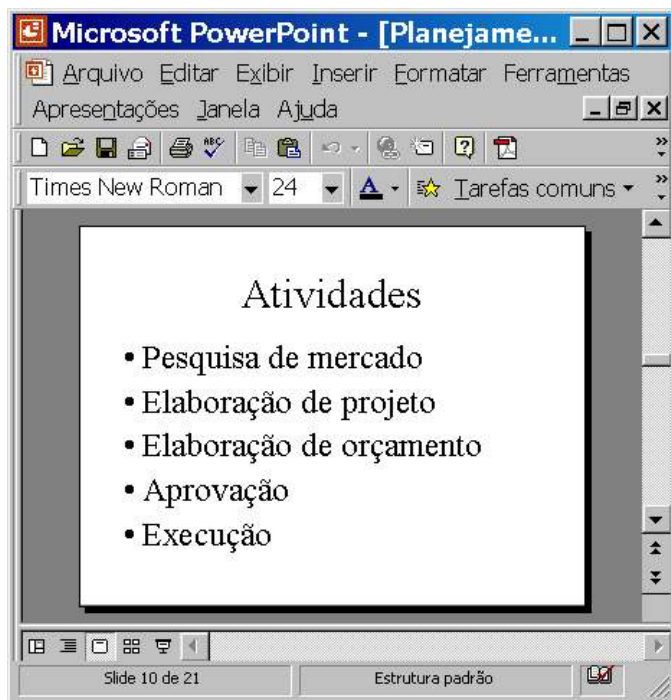 Microsoft PowerPoint - [Planejame...
Arquivo Editar Exibir Inserir Formatar Ferramentas
Apresentações Janela Ajuda
ABC
Times New Roman 24 A Tarefas comuns
Atividades
• Pesquisa de mercado
• Elaboração de projeto
• Elaboração de orçamento
• Aprovação
• Execução
Slide 10 de 21 Estrutura padrão